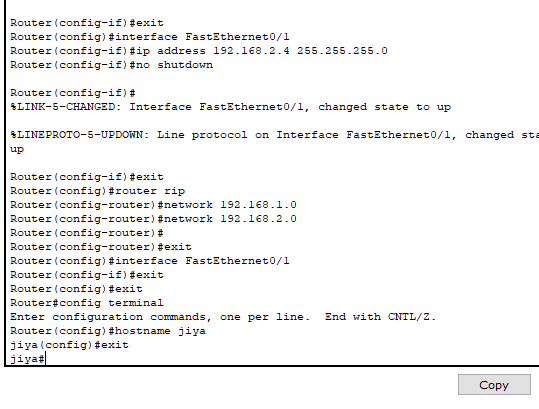 Router(config-if)#exit
Router(config)#interface FastEthernet0/1
Router(config-if)#ip address 192.168.2.4 255.255.255.0
Router(config-if)#no shutdown
Router(config-if)#
%LINK-5-CHANGED: Interface FastEthernet0/1, changed state to up
%LINEPROTO-5-UPDOWN: Line protocol on Interface FastEthernet0/1, changed sta
up
Router(config-if)#exit
Router(config)#router rip
Router(config-router)#network 192.168.1.0
Router(config-router)#network 192.168.2.0
Router(config-router)#
Router(config-router)#exit
Router(config)#interface FastEthernet0/1
Router(config-if)#exit
Router(config)#exit
Router#config terminal
Enter configuration commands, one per line.  End with CNTL/Z.
Router(config)#hostname jiya
jiya(config)#exit
jiya#
Copy